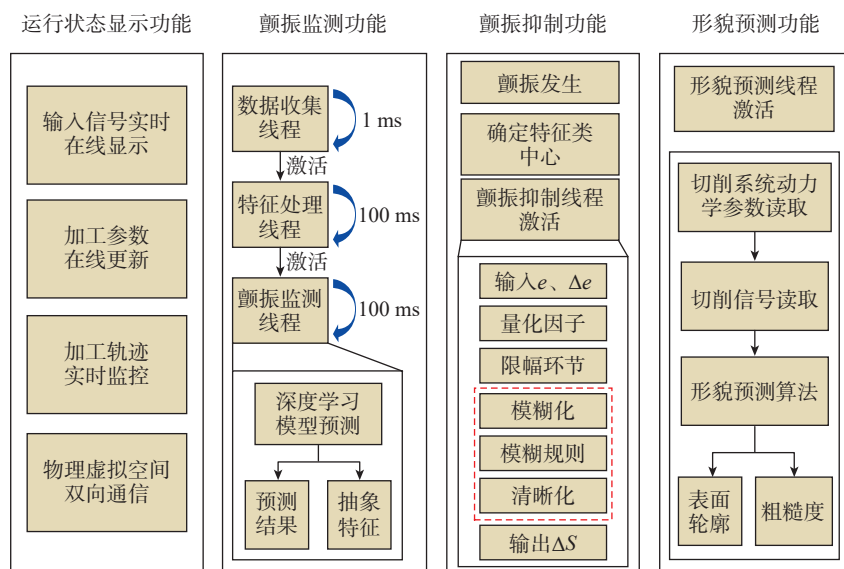 运行状态显示功能
输入信号实时
在线显示
加工参数
在线更新
加工轨迹
实时监控
物理虚拟空间
双向通信
颤振监测功能
数据收集
线程
1 ms
激活
特征处理
线程
100 ms
激活
颤振监测
线程
100 ms
深度学习
模型预测
预测
结果
抽象
特征
颤振抑制功能
颤振发生
确定特征类
中心
颤振抑制线程
激活
输入e、Δe
量化因子
限幅环节
模糊化
模糊规则
清晰化
输出ΔS
形貌预测功能
形貌预测线程
激活
切削系统动力
学参数读取
切削信号读取
形貌预测算法
表面
轮廓
粗糙度